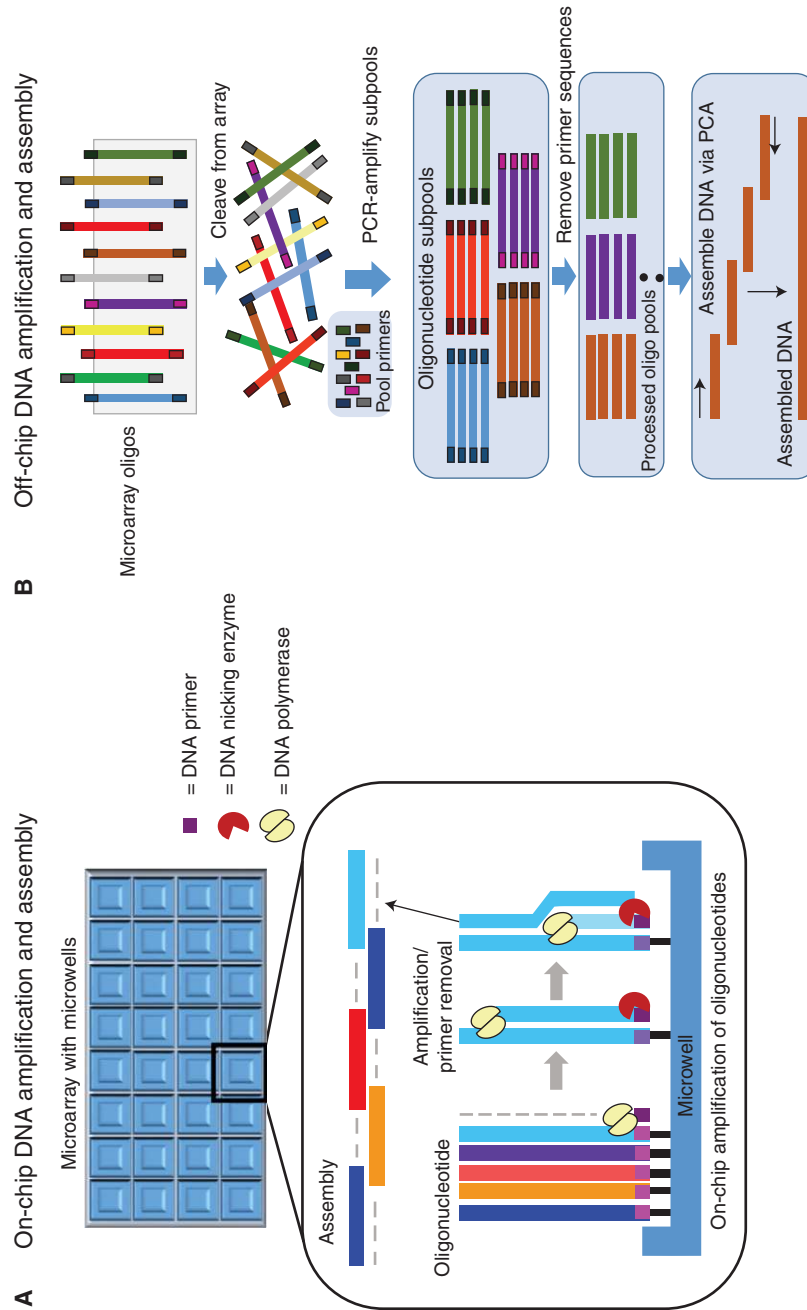 A On-chip DNA amplification and assembly
Microarray with microwells
= DNA primer
= DNA nicking enzyme
= DNA polymerase
Assembly
Amplification/
primer removal
Oligonucleotide
Microwell
On-chip amplification of oligonucleotides
B Off-chip DNA amplification and assembly
Microarray oligos
Cleave from array
Pool primers
PCR-amplify subpools
Oligonucleotide subpools
Remove primer sequences
Processed oligo pools
Assemble DNA via PCA
Assembled DNA